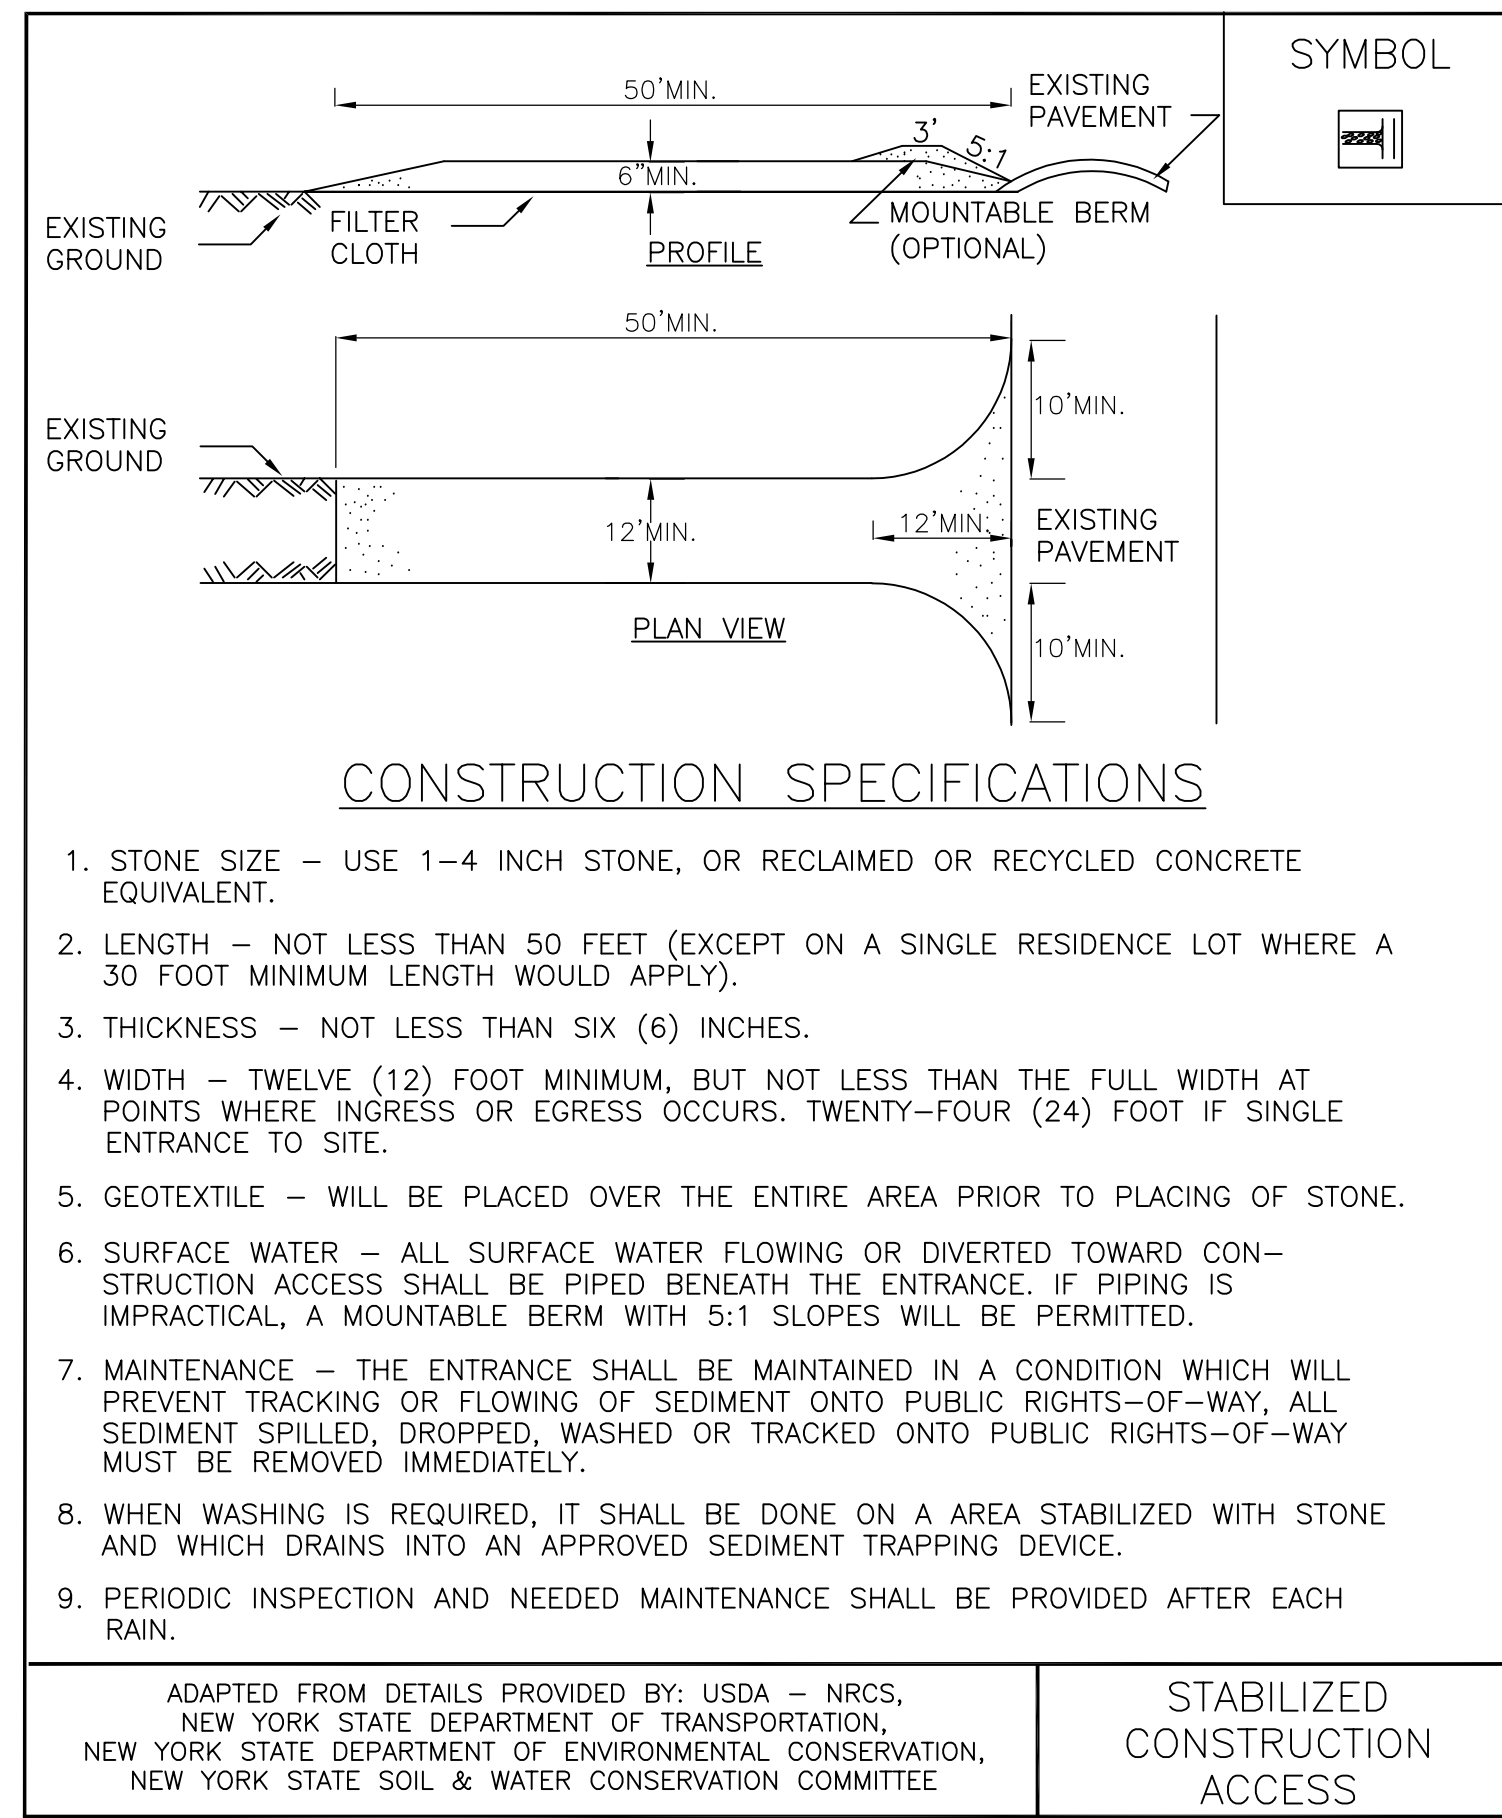 SYMBOL
50'MIN.
EXISTING
PAVEMENT
3'
5:1
6"MIN.
EXISTING
GROUND
FILTER
CLOTH
PROFILE
MOUNTABLE BERM
(OPTIONAL)
50'MIN.
10'MIN.
EXISTING
GROUND
12'MIN.
12'MIN.
EXISTING
PAVEMENT
PLAN VIEW
10'MIN.
CONSTRUCTION SPECIFICATIONS
1. STONE SIZE – USE 1–4 INCH STONE, OR RECLAIMED OR RECYCLED CONCRETE
EQUIVALENT.
2. LENGTH – NOT LESS THAN 50 FEET (EXCEPT ON A SINGLE RESIDENCE LOT WHERE A
30 FOOT MINIMUM LENGTH WOULD APPLY).
3. THICKNESS – NOT LESS THAN SIX (6) INCHES.
4. WIDTH – TWELVE (12) FOOT MINIMUM, BUT NOT LESS THAN THE FULL WIDTH AT
POINTS WHERE INGRESS OR EGRESS OCCURS. TWENTY–FOUR (24) FOOT IF SINGLE
ENTRANCE TO SITE.
5. GEOTEXTILE – WILL BE PLACED OVER THE ENTIRE AREA PRIOR TO PLACING OF STONE.
6. SURFACE WATER – ALL SURFACE WATER FLOWING OR DIVERTED TOWARD CON–
STRUCTION ACCESS SHALL BE PIPED BENEATH THE ENTRANCE. IF PIPING IS
IMPRACTICAL, A MOUNTABLE BERM WITH 5:1 SLOPES WILL BE PERMITTED.
7. MAINTENANCE – THE ENTRANCE SHALL BE MAINTAINED IN A CONDITION WHICH WILL
PREVENT TRACKING OR FLOWING OF SEDIMENT ONTO PUBLIC RIGHTS–OF–WAY, ALL
SEDIMENT SPILLED, DROPPED, WASHED OR TRACKED ONTO PUBLIC RIGHTS–OF–WAY
MUST BE REMOVED IMMEDIATELY.
8. WHEN WASHING IS REQUIRED, IT SHALL BE DONE ON A AREA STABILIZED WITH STONE
AND WHICH DRAINS INTO AN APPROVED SEDIMENT TRAPPING DEVICE.
9. PERIODIC INSPECTION AND NEEDED MAINTENANCE SHALL BE PROVIDED AFTER EACH
RAIN.
ADAPTED FROM DETAILS PROVIDED BY: USDA – NRCS,
NEW YORK STATE DEPARTMENT OF TRANSPORTATION,
NEW YORK STATE DEPARTMENT OF ENVIRONMENTAL CONSERVATION,
NEW YORK STATE SOIL & WATER CONSERVATION COMMITTEE
STABILIZED
CONSTRUCTION
ACCESS